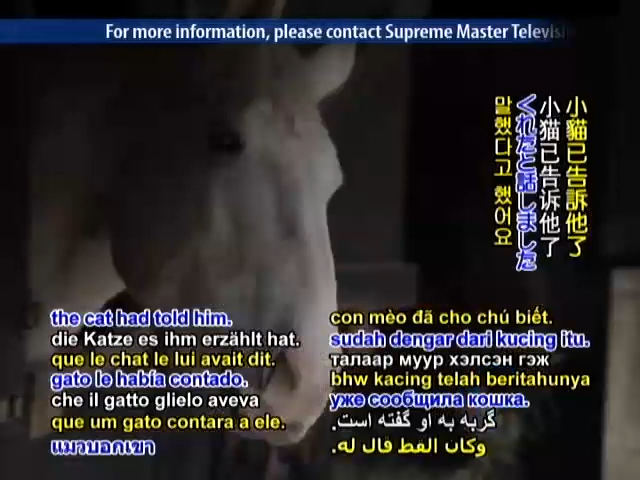 For more information, please contact Supreme Master Televisi
小貓已告訴他了
小猫已告诉他了
くれたと話しました
말했다고 했어요
the cat had told him.
die Katze es ihm erzählt hat.
que le chat le lui avait dit.
gato le había contado.
che il gatto glielo aveva
que um gato contara a ele.
แมวบอกเขา
con mèo đã cho chú biết.
sudah dengar dari kucing itu.
талаар муур хэлсэн гэж
bhw kacing telah beritahunya
уже сообщила кошка.
گربه به او گفته است.
وكان القط قال له.